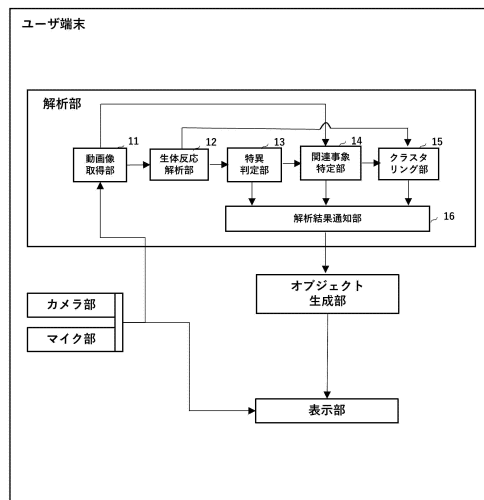 ユーザ端末
解析部
11
動画像
取得部
12
生体反応
解析部
13
特異
判定部
14
関連事象
特定部
15
クラスタ
リング部
解析結果通知部
16
オブジェクト
生成部
カメラ部
マイク部
表示部